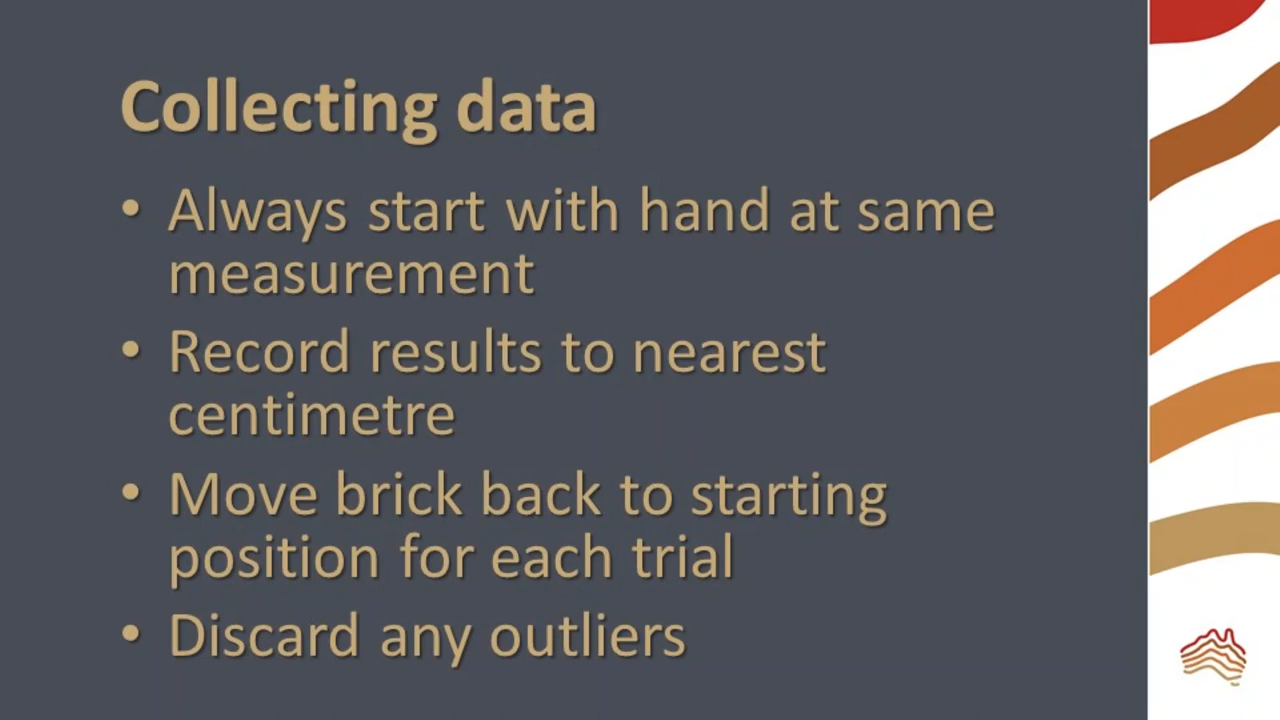 Collecting data
• Always start with hand at same
measurement
• Record results to nearest
centimetre
• Move brick back to starting
position for each trial
• Discard any outliers